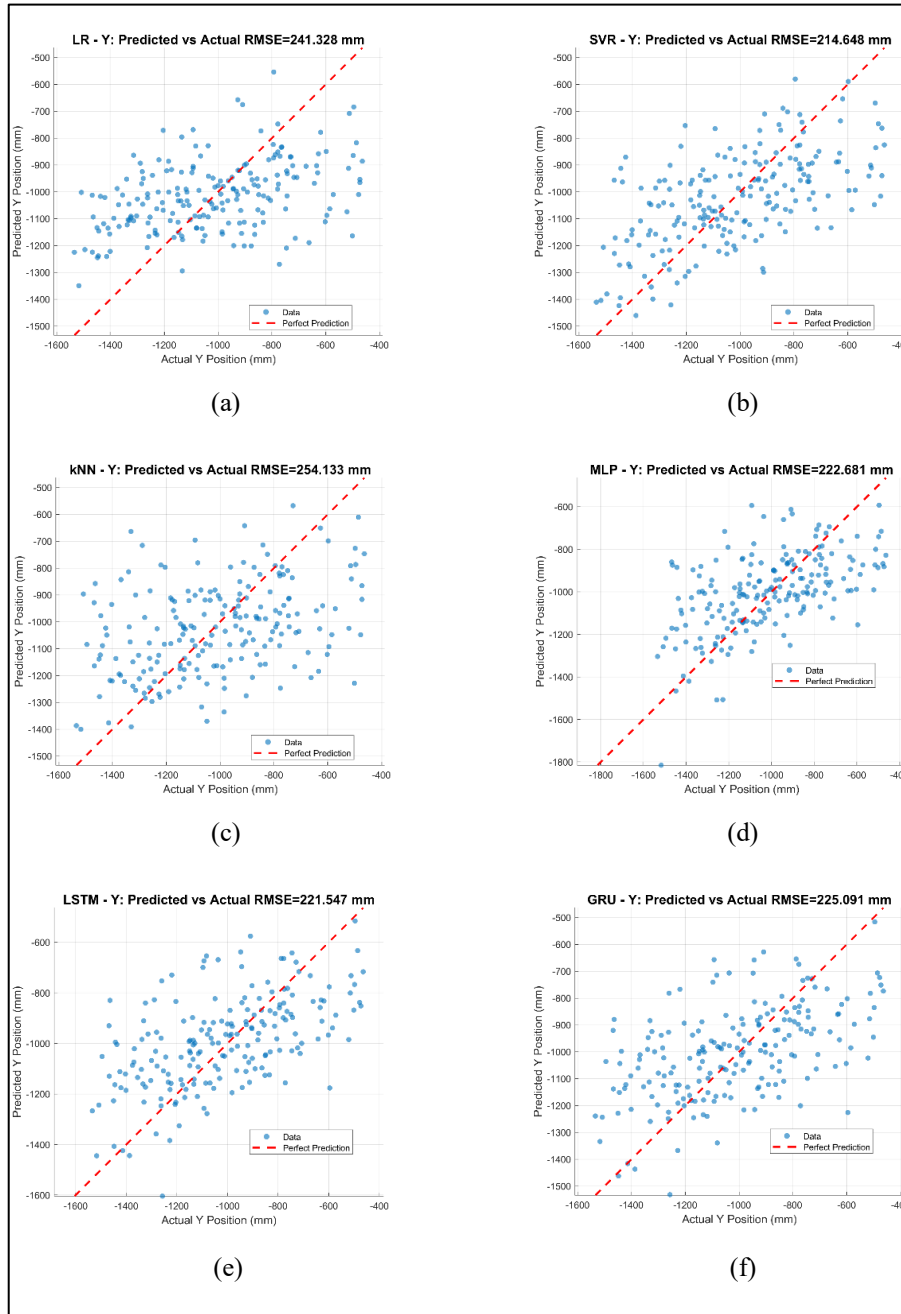 LR - Y: Predicted vs Actual RMSE=241.328 mm
-500
-600
-700
-800
-900
-1000
-1100
-1200
-1300
-1400
-1500
Predicted Y Position (mm)
Data
Perfect Prediction
-1600 -1400 -1200 -1000 -800 -600 -400
Actual Y Position (mm)
(a)
SVR - Y: Predicted vs Actual RMSE=214.648 mm
-500
-600
-700
-800
-900
-1000
-1100
-1200
-1300
-1400
-1500
Predicted Y Position (mm)
Data
Perfect Prediction
-1600 -1400 -1200 -1000 -800 -600 -400
Actual Y Position (mm)
(b)
kNN - Y: Predicted vs Actual RMSE=254.133 mm
-500
-600
-700
-800
-900
-1000
-1100
-1200
-1300
-1400
-1500
Predicted Y Position (mm)
Data
Perfect Prediction
-1600 -1400 -1200 -1000 -800 -600 -400
Actual Y Position (mm)
(c)
MLP - Y: Predicted vs Actual RMSE=222.681 mm
-600
-800
-1000
-1200
-1400
-1600
-1800
Predicted Y Position (mm)
Data
Perfect Prediction
-1800 -1600 -1400 -1200 -1000 -800 -600
Actual Y Position (mm)
(d)
LSTM - Y: Predicted vs Actual RMSE=221.547 mm
-600
-800
-1000
-1200
-1400
-1600
Predicted Y Position (mm)
Data
Perfect Prediction
-1600 -1400 -1200 -1000 -800 -600 -400
Actual Y Position (mm)
(e)
GRU - Y: Predicted vs Actual RMSE=225.091 mm
-500
-600
-700
-800
-900
-1000
-1100
-1200
-1300
-1400
-1500
Predicted Y Position (mm)
Data
Perfect Prediction
-1600 -1400 -1200 -1000 -800 -600 -400
Actual Y Position (mm)
(f)